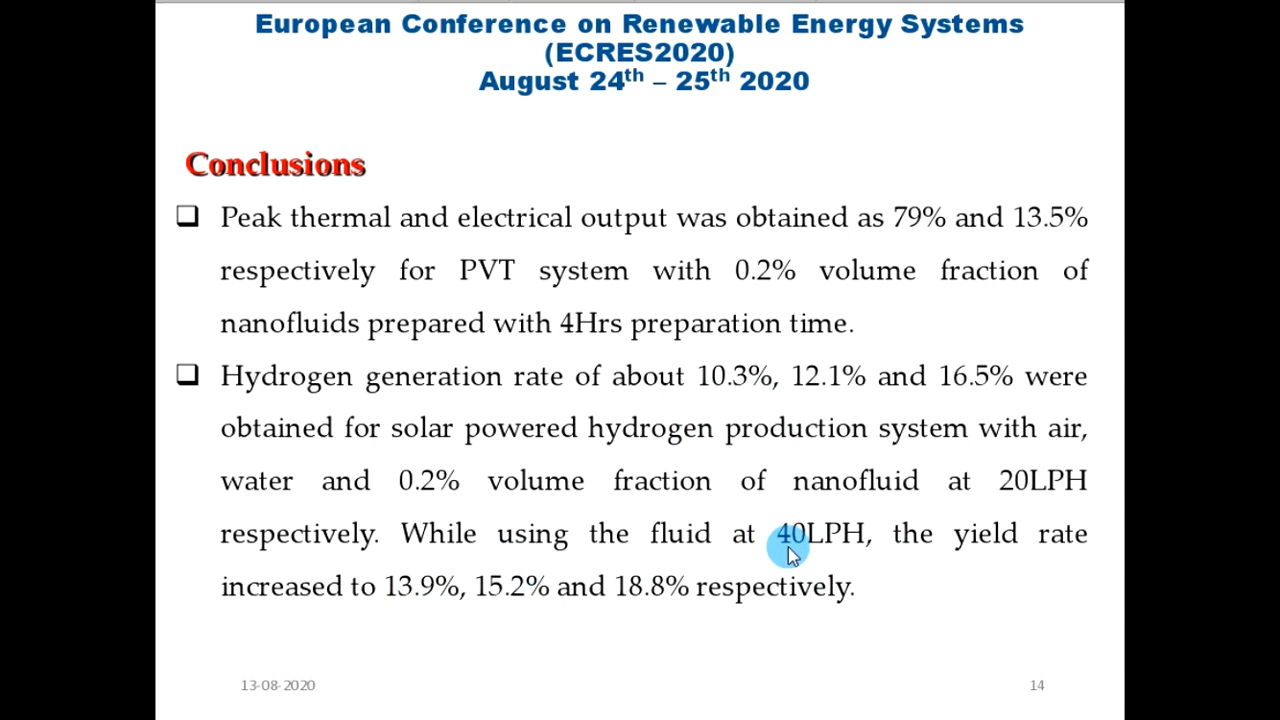 European Conference on Renewable Energy Systems
(ECRES2020)
August 24th – 25th 2020
Conclusions
❑ Peak thermal and electrical output was obtained as 79% and 13.5%
respectively for PVT system with 0.2% volume fraction of
nanofluids prepared with 4Hrs preparation time.
❑ Hydrogen generation rate of about 10.3%, 12.1% and 16.5% were
obtained for solar powered hydrogen production system with air,
water and 0.2% volume fraction of nanofluid at 20LPH
respectively. While using the fluid at 40LPH, the yield rate
increased to 13.9%, 15.2% and 18.8% respectively.
13-08-2020
14